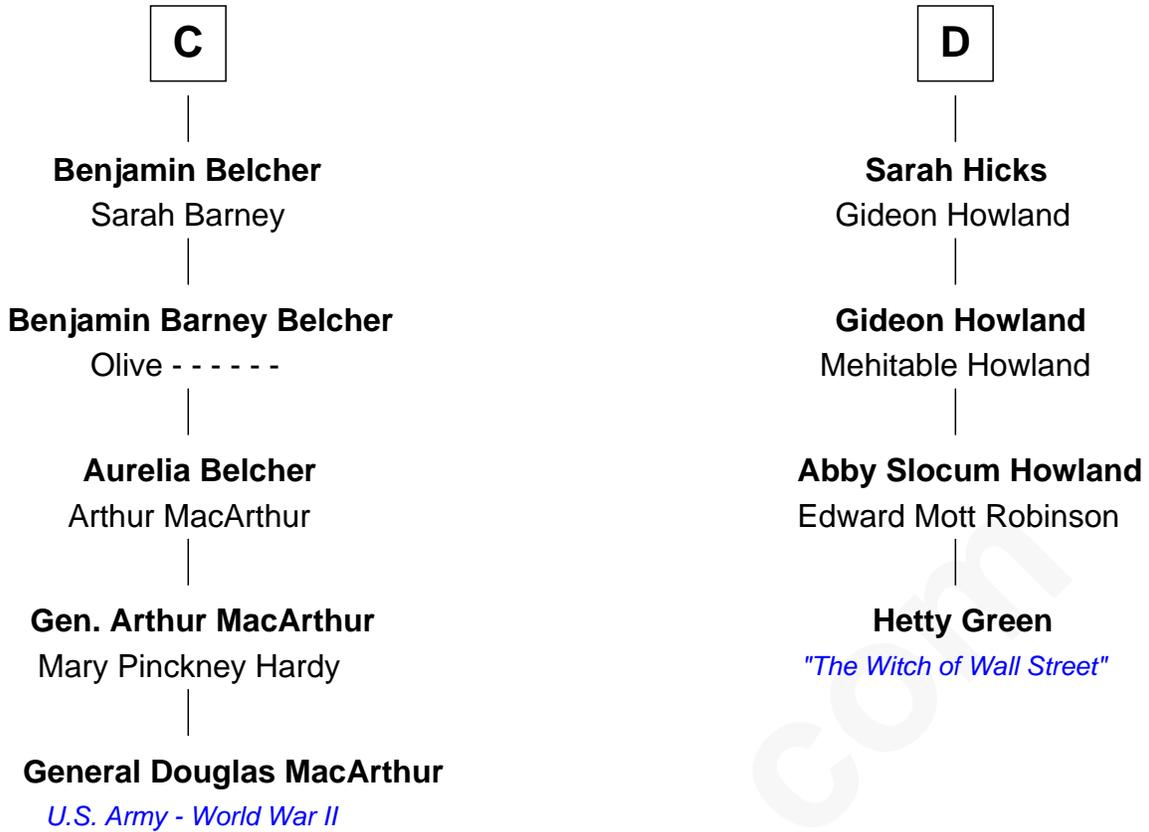 C
Benjamin Belcher
Sarah Barney
Benjamin Barney Belcher
Olive - - - - - -
Aurelia Belcher
Arthur MacArthur
Gen. Arthur MacArthur
Mary Pinckney Hardy
General Douglas MacArthur
U.S. Army - World War II
D
Sarah Hicks
Gideon Howland
Gideon Howland
Mehitable Howland
Abby Slocum Howland
Edward Mott Robinson
Hetty Green
"The Witch of Wall Street"
com